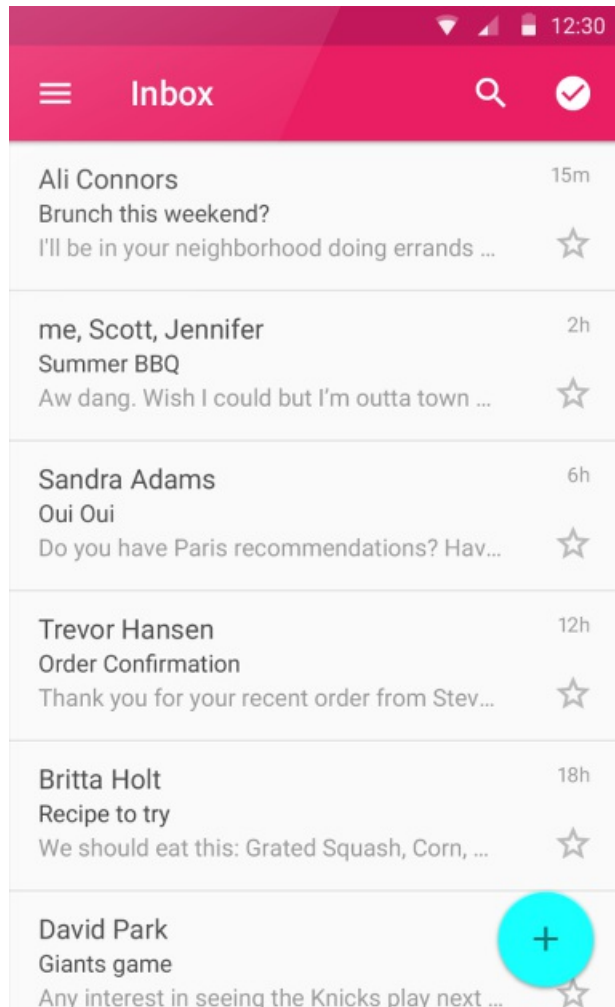 12:30
Inbox
Ali Connors 15m
Brunch this weekend?
I'll be in your neighborhood doing errands ...
me, Scott, Jennifer 2h
Summer BBQ
Aw dang. Wish I could but I'm outta town ...
Sandra Adams 6h
Oui Oui
Do you have Paris recommendations? Hav...
Trevor Hansen 12h
Order Confirmation
Thank you for your recent order from Stev...
Britta Holt 18h
Recipe to try
We should eat this: Grated Squash, Corn, ...
David Park
Giants game
Any interest in seeing the Knicks play next ...